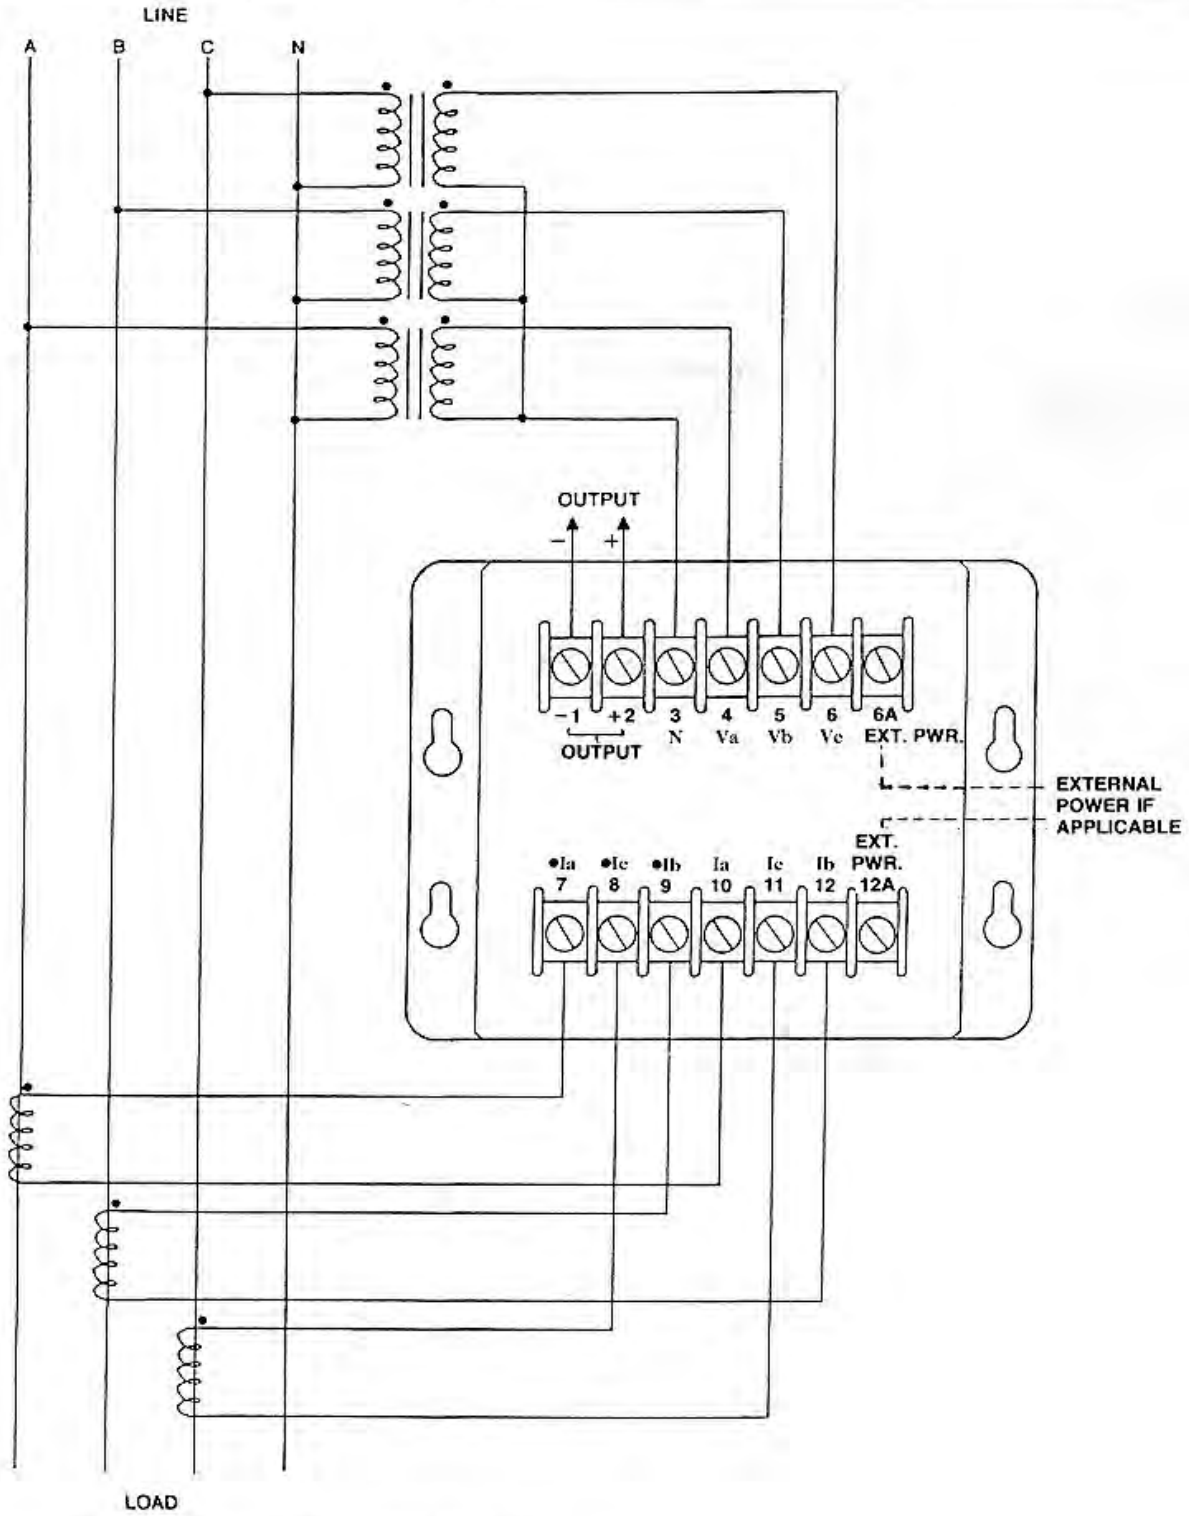 LINE
A B C N
OUTPUT
- +
-1 +2 3 4 5 6 6A
OUTPUT N Va Vb Vc EXT. PWR.
EXTERNAL
POWER IF
APPLICABLE
EXT.
•Ia •Ic •Ib Ia Ic Ib PWR.
7 8 9 10 11 12 12A
LOAD